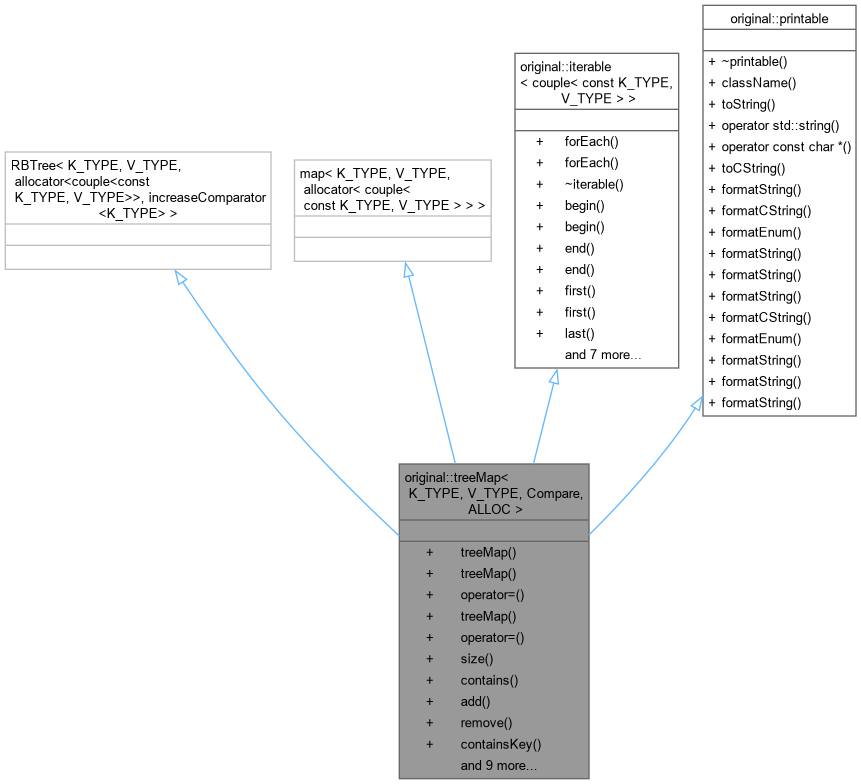 original::printable
+ ~printable()
+ className()
+ toString()
+ operator std::string()
+ operator const char *()
+ toCString()
+ formatString()
+ formatCString()
+ formatEnum()
+ formatString()
+ formatString()
+ formatString()
+ formatCString()
+ formatEnum()
+ formatString()
+ formatString()
+ formatString()
original::iterable
< couple< const K_TYPE,
V_TYPE > >
+ forEach()
+ forEach()
+ ~iterable()
+ begin()
+ begin()
+ end()
+ end()
+ first()
+ first()
+ last()
and 7 more...
RBTree< K_TYPE, V_TYPE,
allocator<couple<const
K_TYPE, V_TYPE>>, increaseComparator
<K_TYPE> >
map< K_TYPE, V_TYPE,
allocator< couple<
const K_TYPE, V_TYPE > > >
original::treeMap<
K_TYPE, V_TYPE, Compare,
ALLOC >
+ treeMap()
+ treeMap()
+ operator=()
+ treeMap()
+ operator=()
+ size()
+ contains()
+ add()
+ remove()
+ containsKey()
and 9 more...